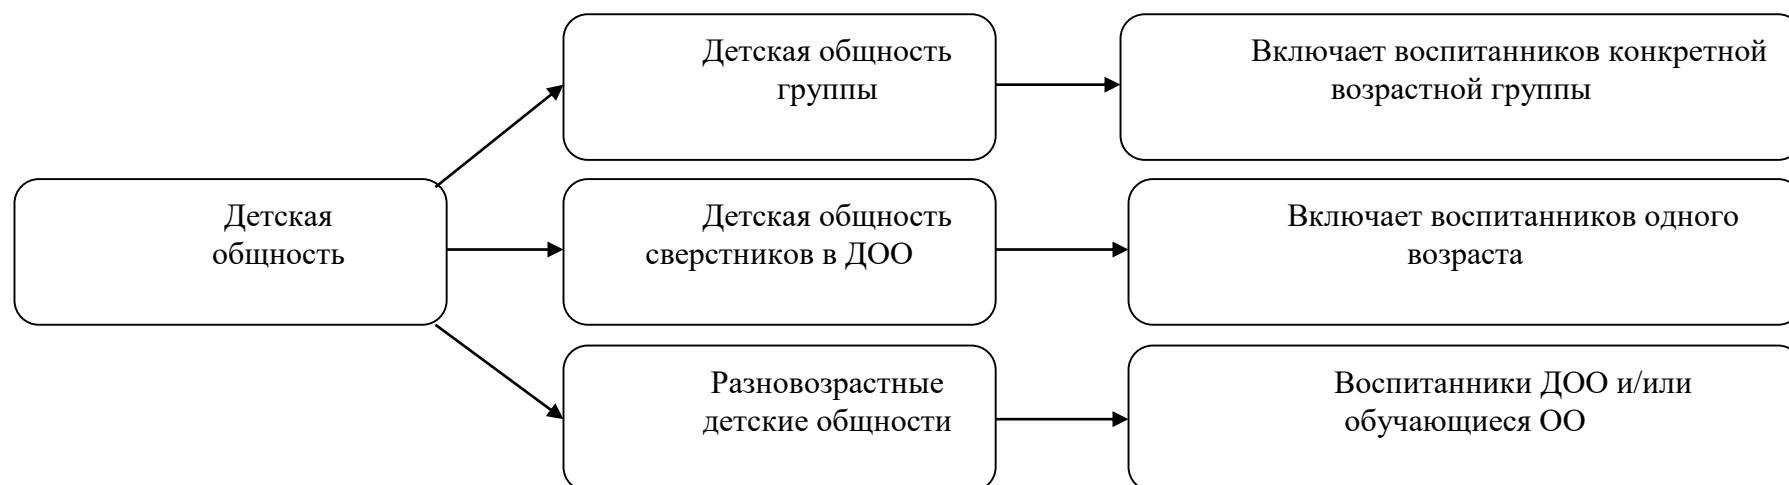 Детская общность
группы
Включает воспитанников конкретной
возрастной группы
Детская
общность
Детская общность
сверстников в ДОО
Включает воспитанников одного
возраста
Разновозрастные
детские общности
Воспитанники ДОО и/или
обучающиеся ОО